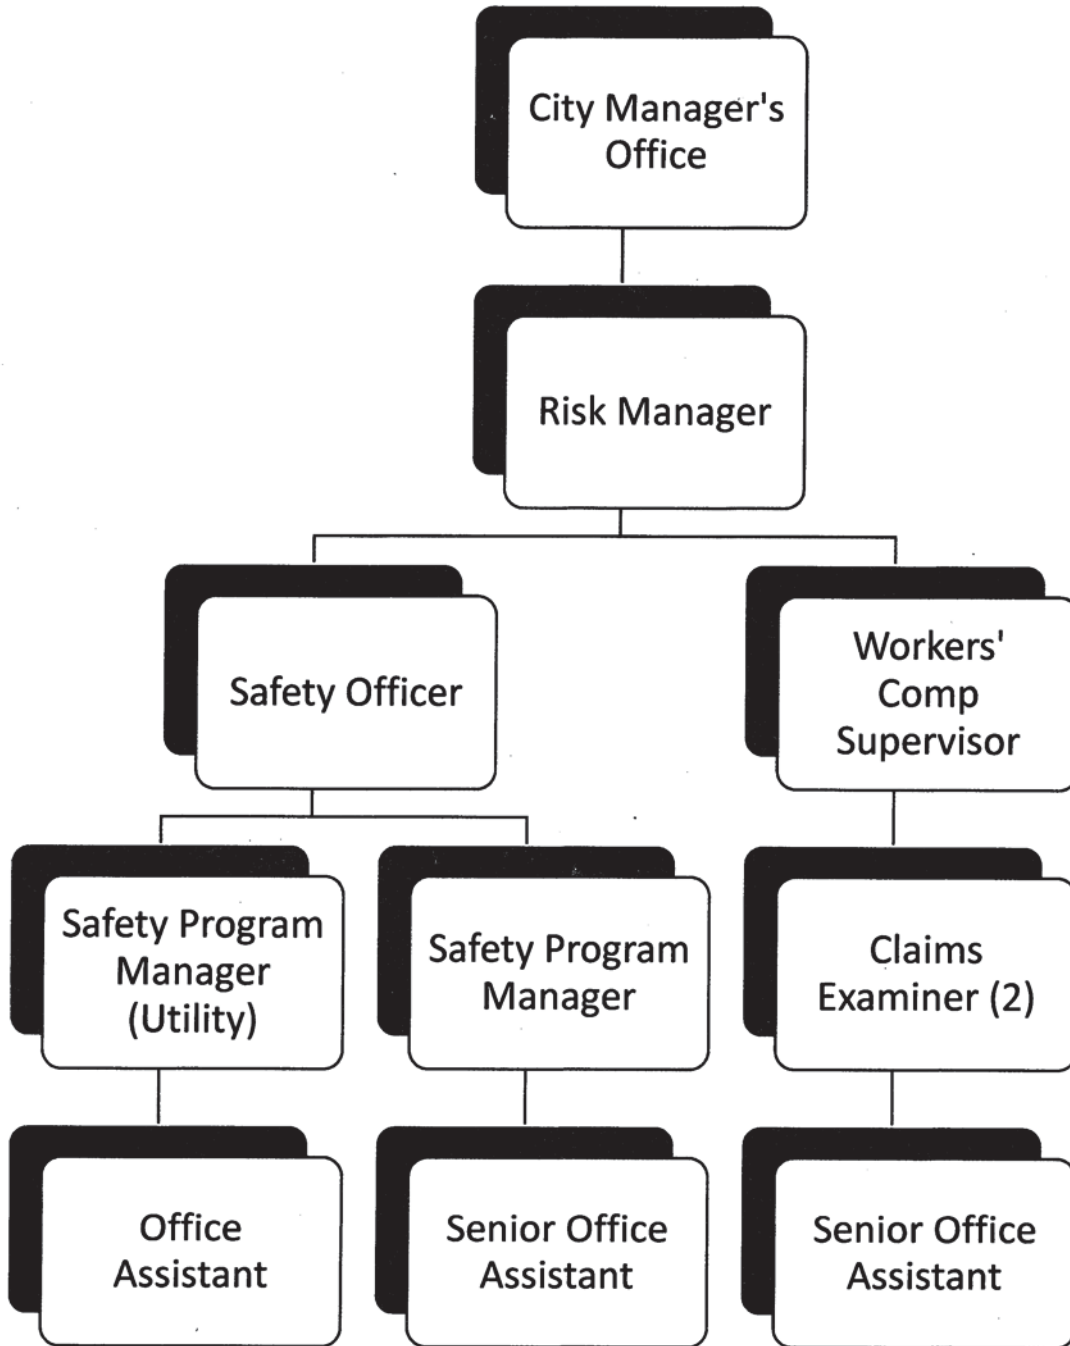 City Manager's
Office
Risk Manager
Safety Officer
Workers'
Comp
Supervisor
Safety Program
Manager
(Utility)
Safety Program
Manager
Claims
Examiner (2)
Office
Assistant
Senior Office
Assistant
Senior Office
Assistant